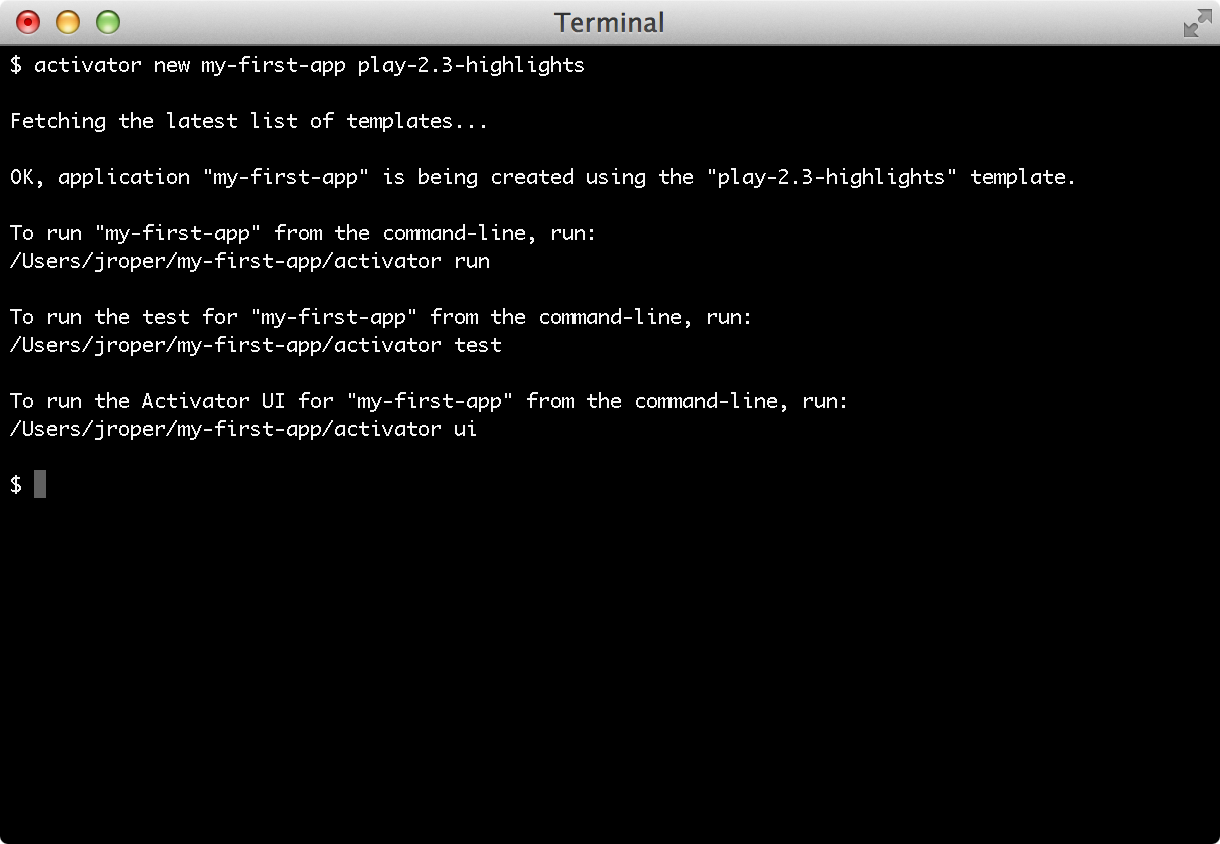 Terminal
$ activator new my-first-app play-2.3-highlights
Fetching the latest list of templates...
OK, application "my-first-app" is being created using the "play-2.3-highlights" template.
To run "my-first-app" from the command-line, run:
/Users/jroper/my-first-app/activator run
To run the test for "my-first-app" from the command-line, run:
/Users/jroper/my-first-app/activator test
To run the Activator UI for "my-first-app" from the command-line, run:
/Users/jroper/my-first-app/activator ui
$